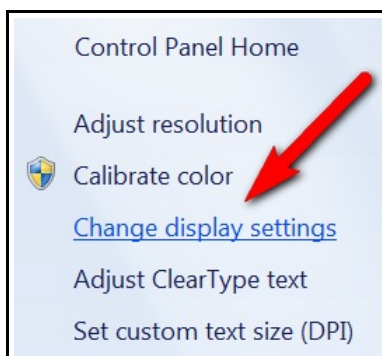 Control Panel Home
Adjust resolution
Calibrate color
Change display settings
Adjust ClearType text
Set custom text size (DPI)